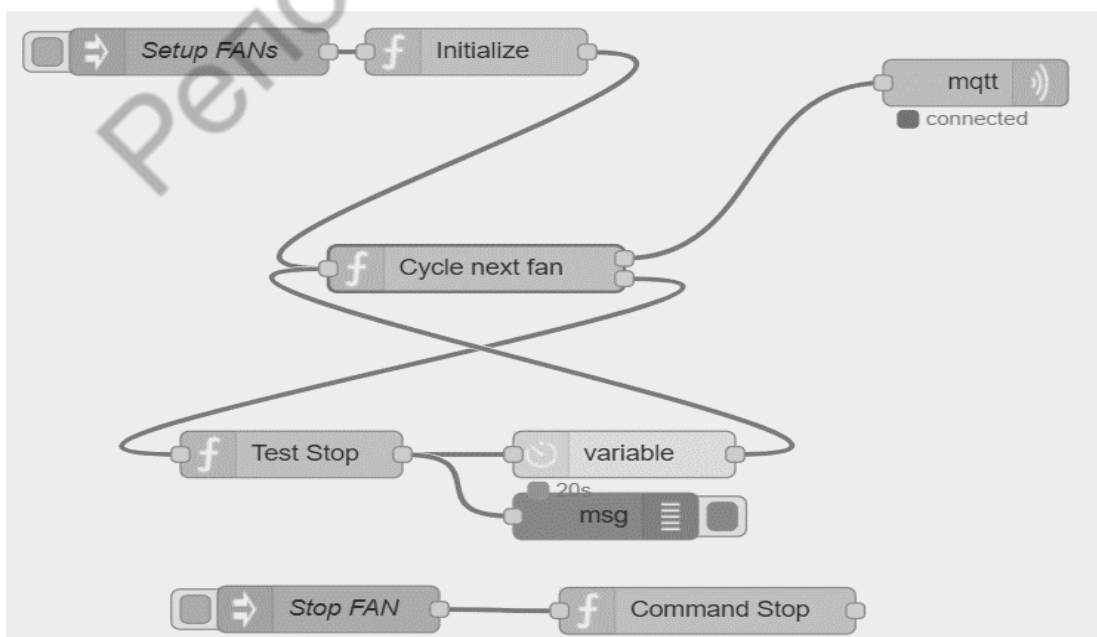 Setup FANs
Initialize
mqtt
connected
Cycle next fan
Test Stop
variable
20s
msg
Stop FAN
Command Stop